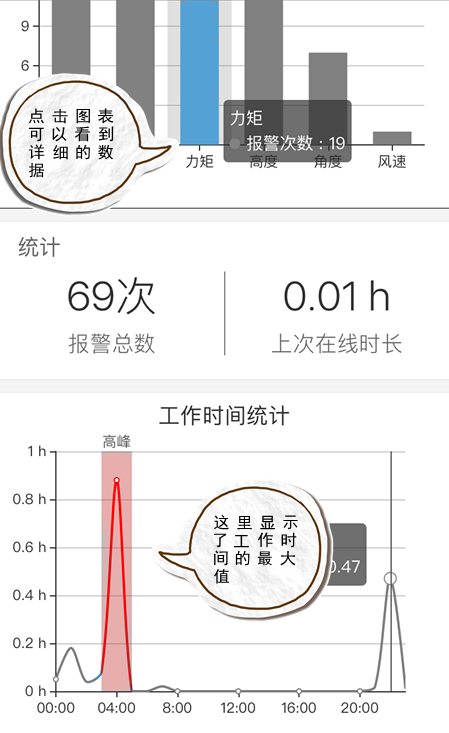 9
6
点击图表
可以看到
详细的数
据
力矩
报警次数：19
力矩
高度
角度
风速
统计
69次
0.01 h
报警总数
上次在线时长
工作时间统计
高峰
1 h
0.8 h
0.6 h
0.4 h
0.2 h
0 h
这里显示
了工作时
间的最大
值
0.47
00:00
04:00
8:00
12:00
16:00
20:00